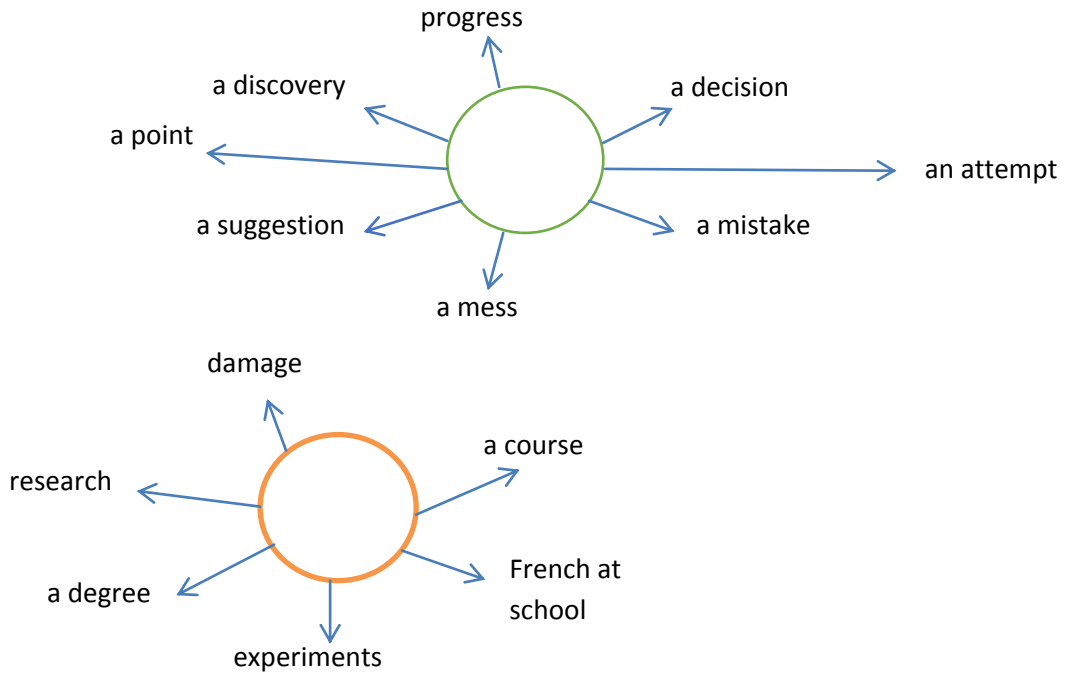 progress
a discovery
a decision
a point
an attempt
a suggestion
a mistake
a mess
damage
a course
research
French at
school
a degree
experiments